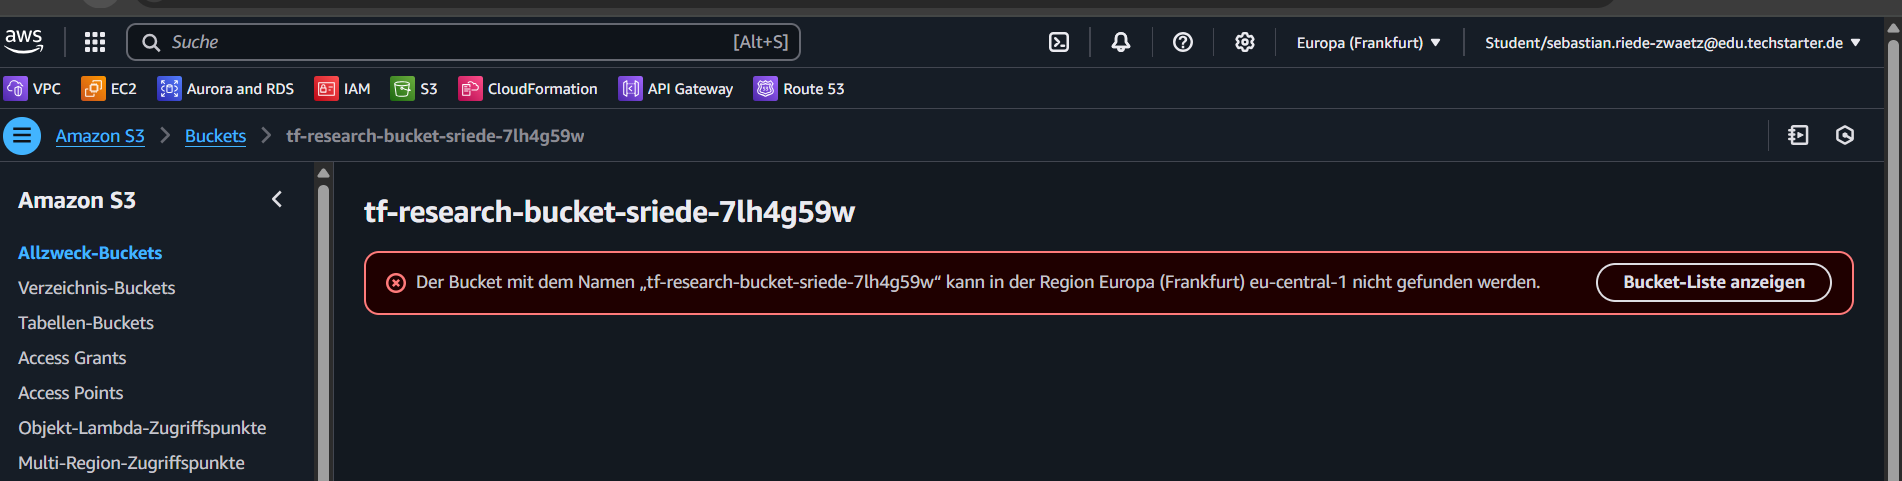 aws
Suche [Alt+S] Europa (Frankfurt) Student/sebastian.riede-zwaetz@edu.techstarter.de
VPC EC2 Aurora and RDS IAM S3 CloudFormation API Gateway Route 53
Amazon S3 Buckets tf-research-bucket-sriede-7lh4g59w
Amazon S3
Allzweck-Buckets
Verzeichnis-Buckets
Tabellen-Buckets
Access Grants
Access Points
Objekt-Lambda-Zugriffspunkte
Multi-Region-Zugriffspunkte
tf-research-bucket-sriede-7lh4g59w
Der Bucket mit dem Namen „tf-research-bucket-sriede-7lh4g59w“ kann in der Region Europa (Frankfurt) eu-central-1 nicht gefunden werden.
Bucket-Liste anzeigen